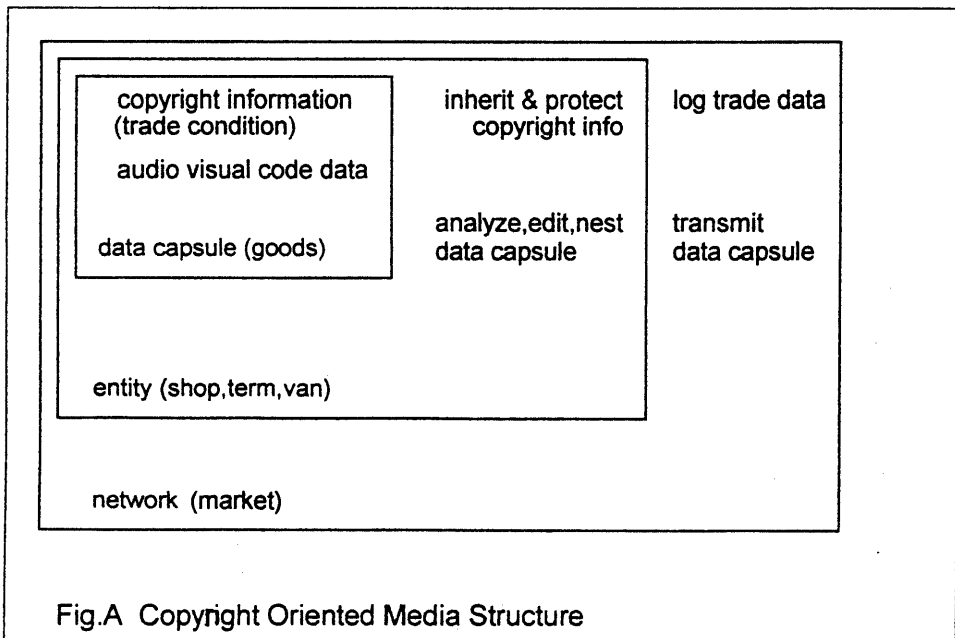 copyright information
(trade condition)
audio visual code data
data capsule (goods)
inherit & protect
copyright info
analyze,edit,nest
data capsule
log trade data
transmit
data capsule
entity (shop,term,van)
network (market)
Fig.A Copyright Oriented Media Structure